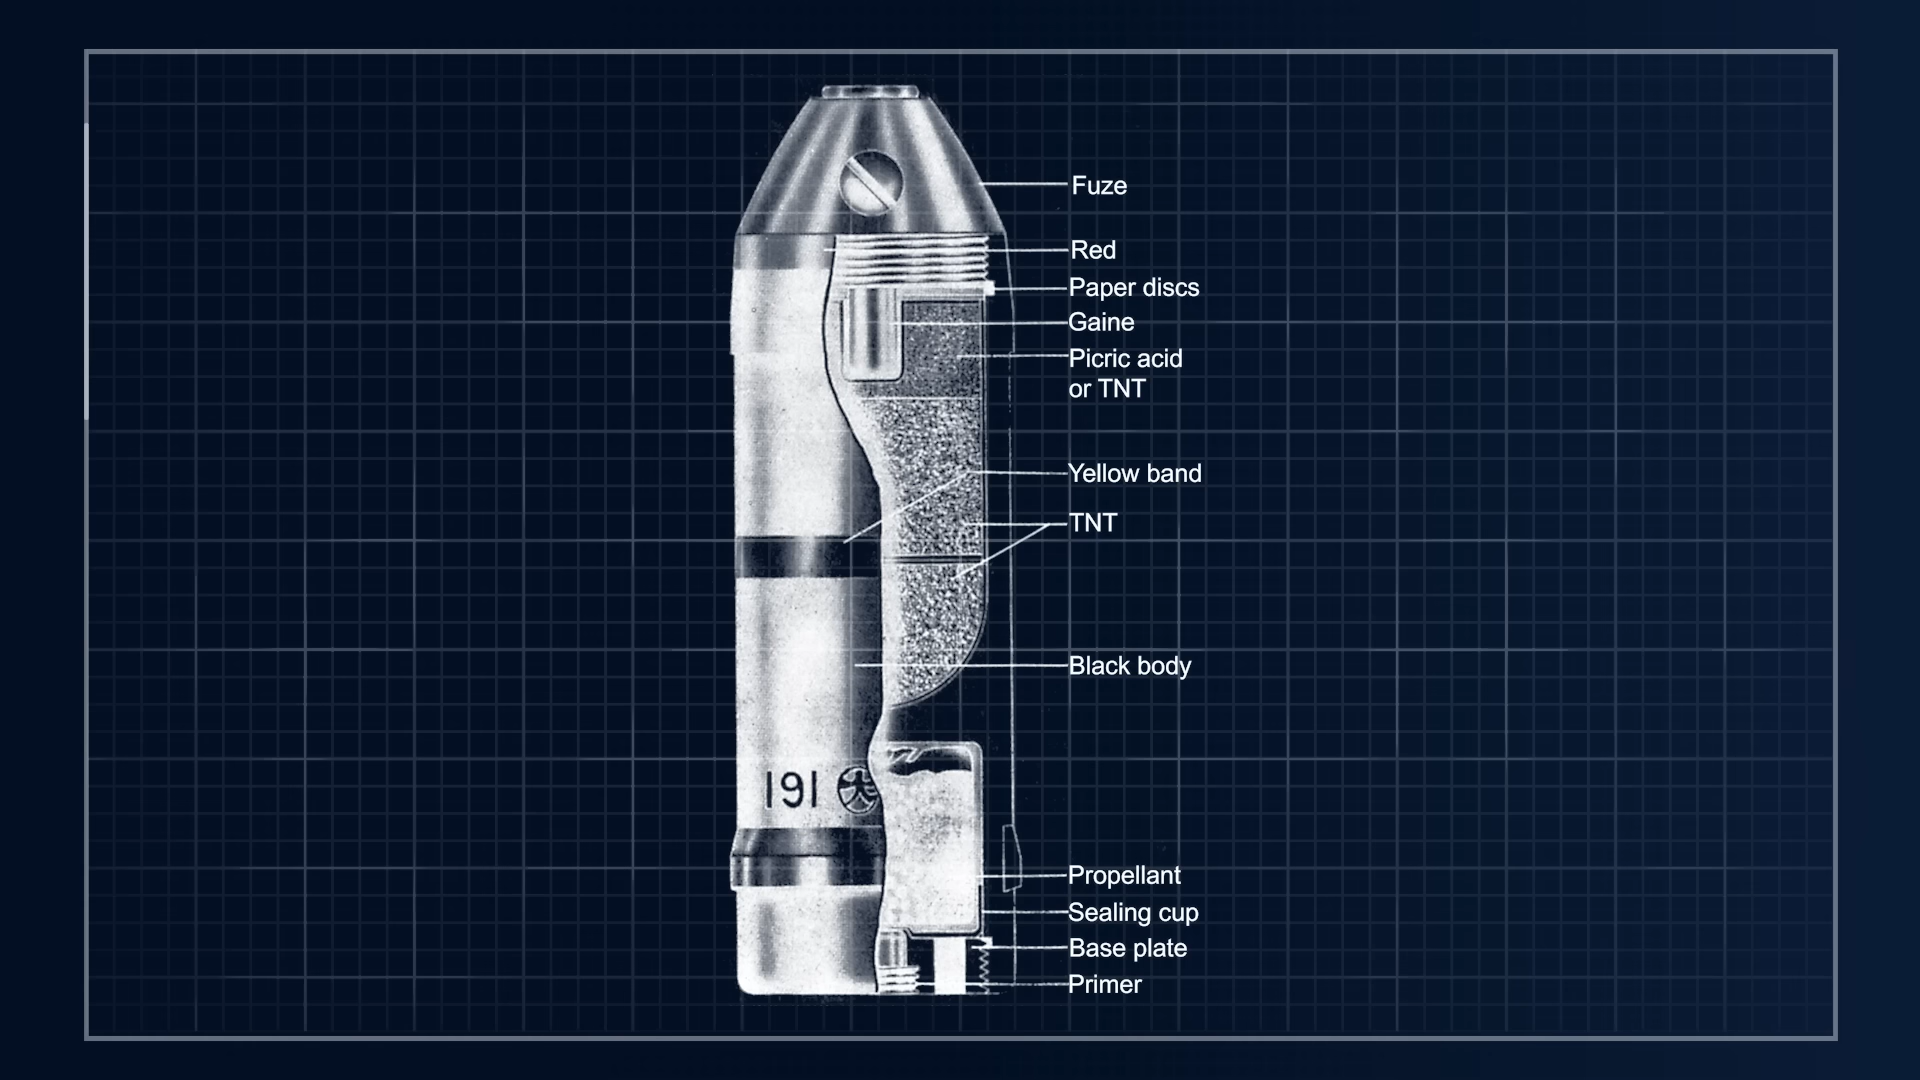 Fuze
Red
Paper discs
Gaine
Picric acid
or TNT
Yellow band
TNT
Black body
191
Propellant
Sealing cup
Base plate
Primer